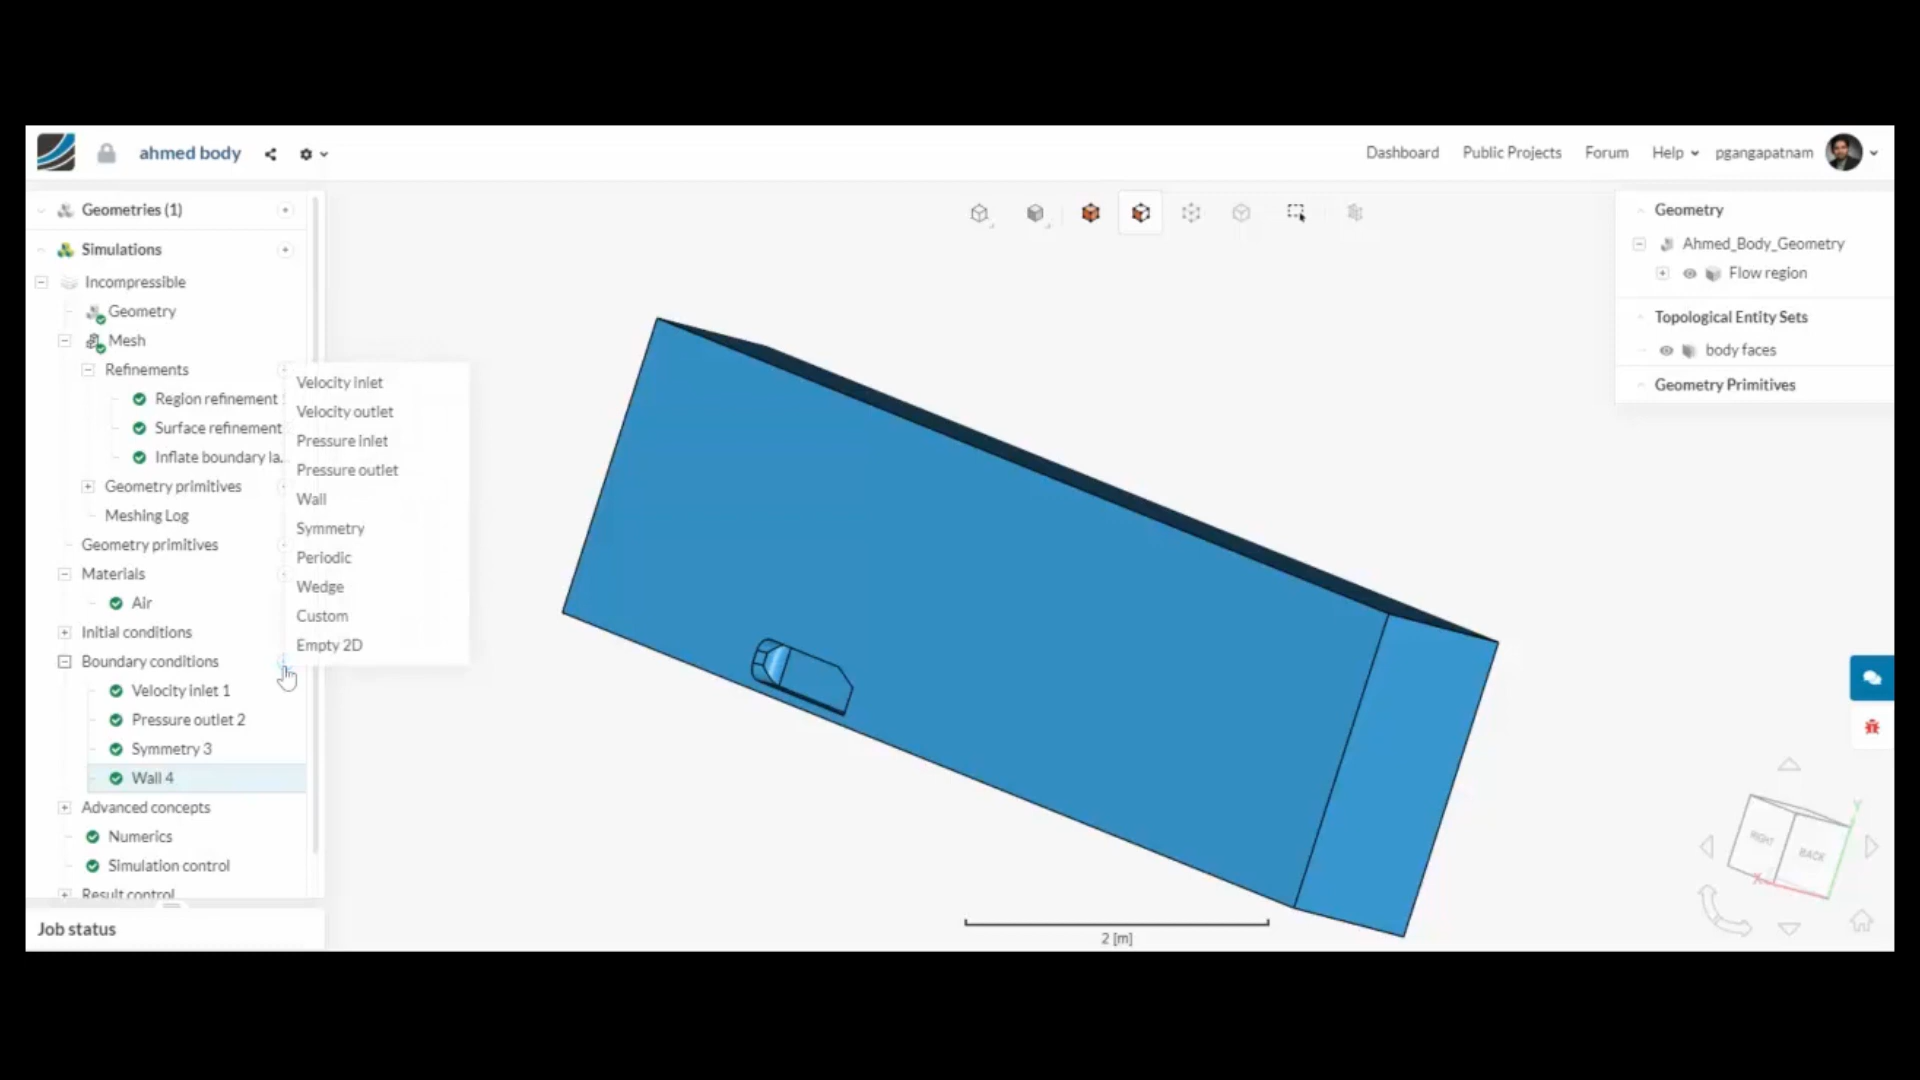 ahmed body
Dashboard
Public Projects
Forum
Help
pgangapatnam
Geometries (1)
Simulations
Incompressible
Geometry
Mesh
Refinements
Region refinement
Surface refinement
Inflate boundary la...
Geometry primitives
Meshing Log
Geometry primitives
Materials
Air
Initial conditions
Boundary conditions
Velocity inlet 1
Pressure outlet 2
Symmetry 3
Wall 4
Advanced concepts
Numerics
Simulation control
Result control
Job status
Velocity inlet
Velocity outlet
Pressure inlet
Pressure outlet
Wall
Symmetry
Periodic
Wedge
Custom
Empty 2D
Geometry
Ahmed_Body_Geometry
Flow region
Topological Entity Sets
body faces
Geometry Primitives
2 [m]
Y
RIGHT
BACK
X